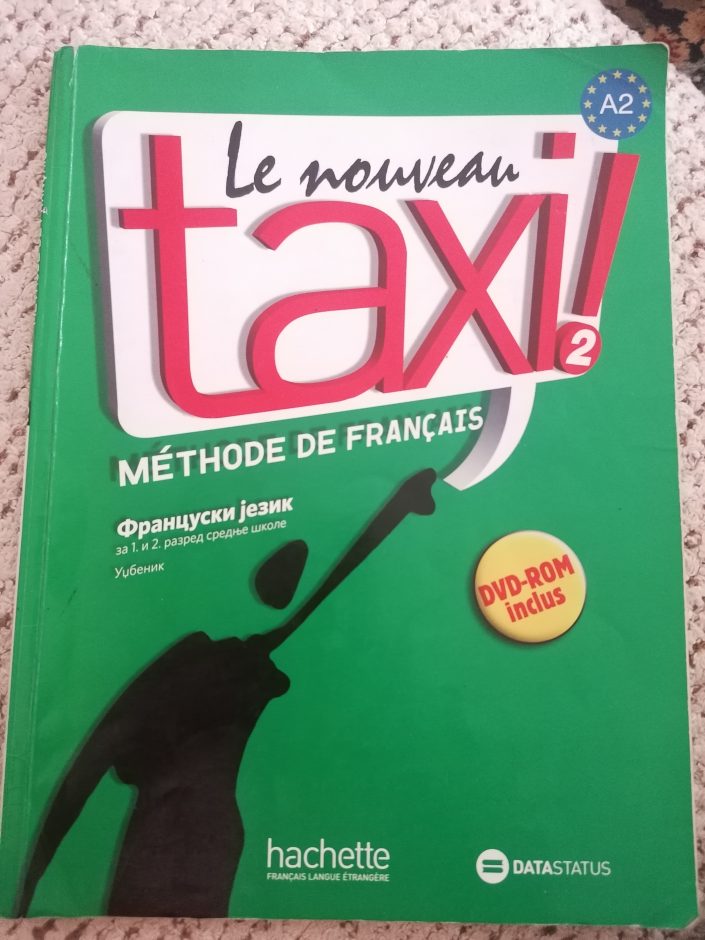 A2
Le nouveau
taxi!
2
MÉTHODE DE FRANÇAIS
Француски језик
за 1. и 2. разред средње школе
Уџбеник
DVD-ROM
inclus
hachette
FRANÇAIS LANGUE ÉTRANGÈRE
DATASTATUS